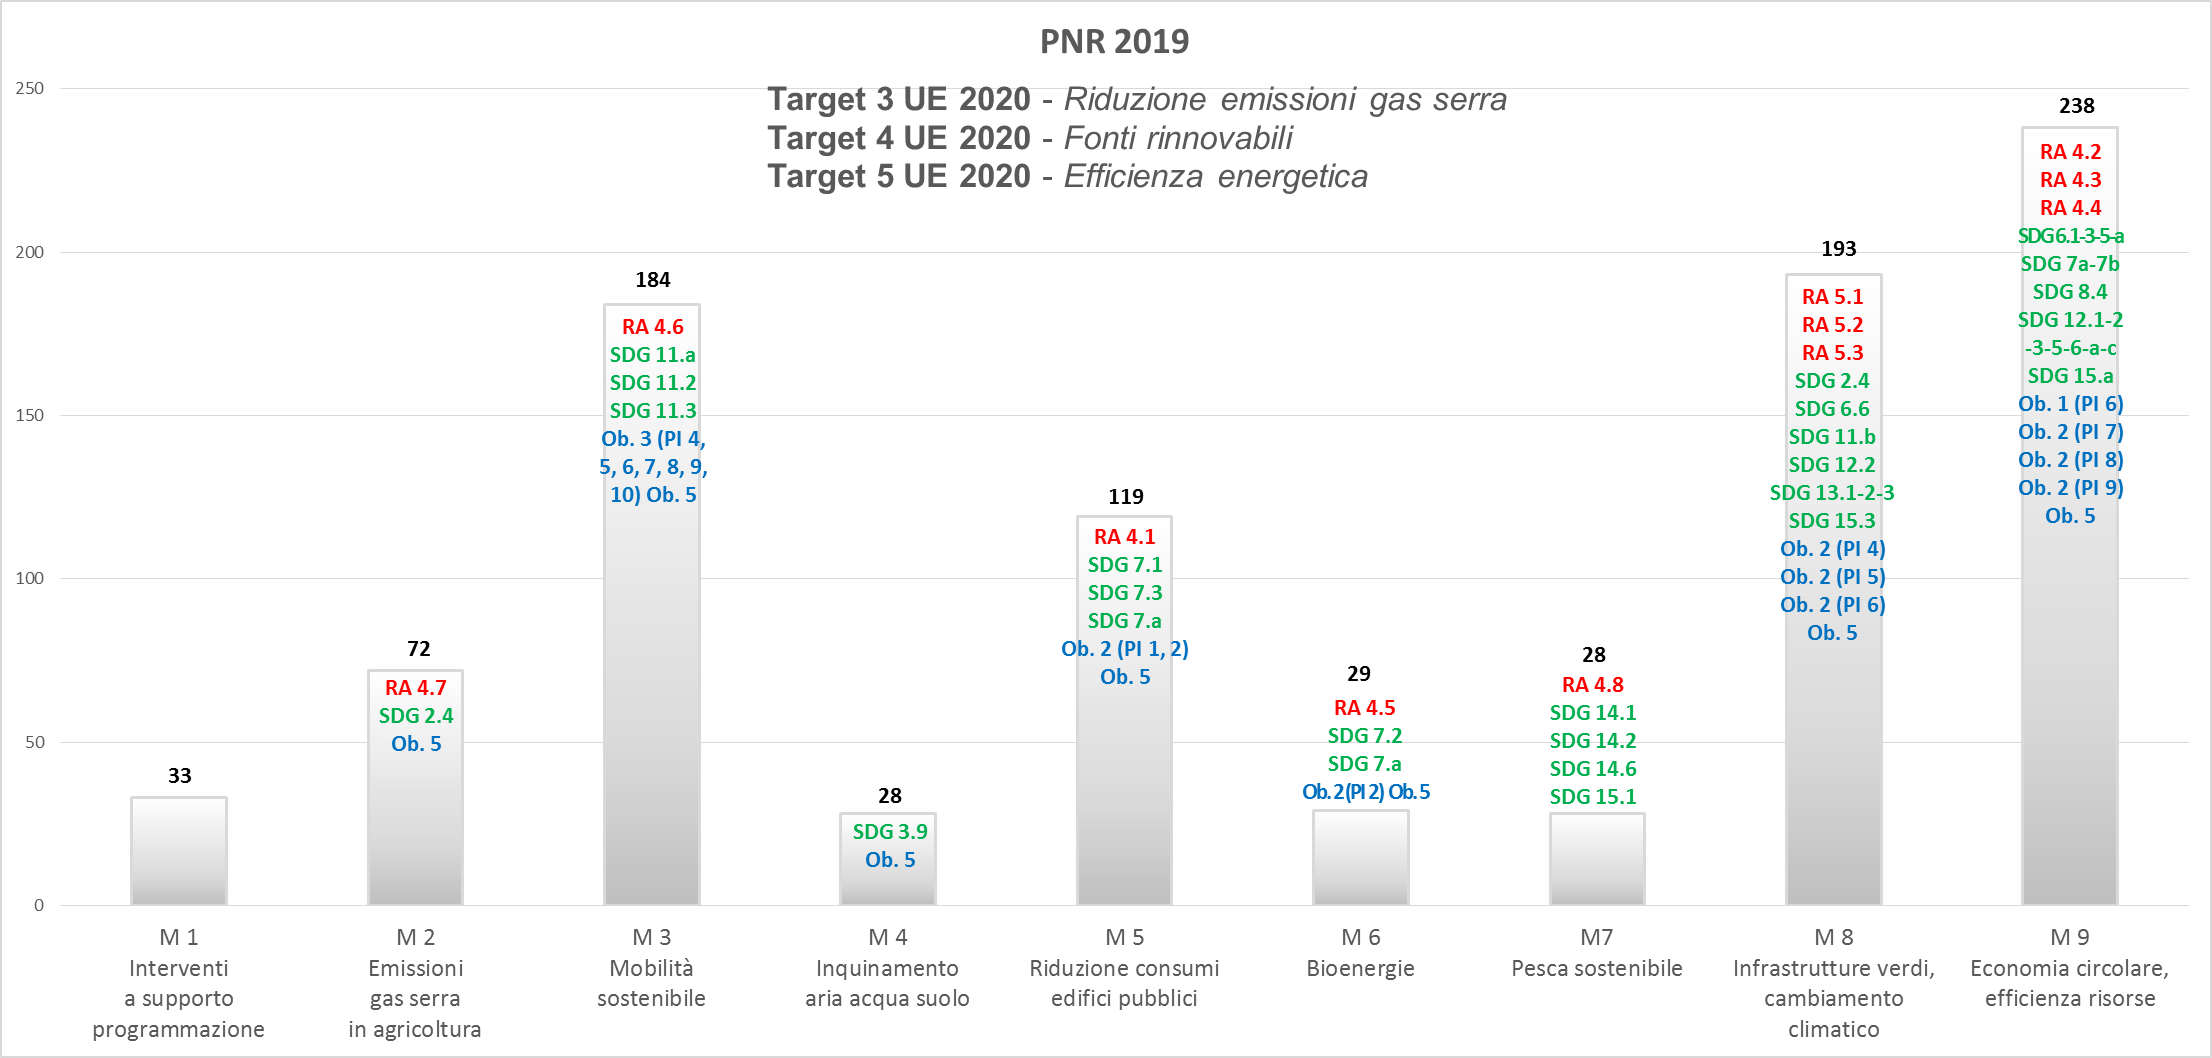 PNR 2019
Target 3 UE 2020 - Riduzione emissioni gas serra
Target 4 UE 2020 - Fonti rinnovabili
Target 5 UE 2020 - Efficienza energetica
250
200
150
100
50
0
33
72
RA 4.7
SDG 2.4
Ob. 5
184
RA 4.6
SDG 11.a
SDG 11.2
SDG 11.3
Ob. 3 (PI 4,
5, 6, 7, 8, 9,
10) Ob. 5
28
SDG 3.9
Ob. 5
119
RA 4.1
SDG 7.1
SDG 7.3
SDG 7.a
Ob. 2 (PI 1, 2)
Ob. 5
29
RA 4.5
SDG 7.2
SDG 7.a
Ob. 2 (PI 2) Ob. 5
28
RA 4.8
SDG 14.1
SDG 14.2
SDG 14.6
SDG 15.1
193
RA 5.1
RA 5.2
RA 5.3
SDG 2.4
SDG 6.6
SDG 11.b
SDG 12.2
SDG 13.1-2-3
SDG 15.3
Ob. 2 (PI 4)
Ob. 2 (PI 5)
Ob. 2 (PI 6)
Ob. 5
238
RA 4.2
RA 4.3
RA 4.4
SDG6.1-3-5-a
SDG 7a-7b
SDG 8.4
SDG 12.1-2
-3-5-6-a-c
SDG 15.a
Ob. 1 (PI 6)
Ob. 2 (PI 7)
Ob. 2 (PI 8)
Ob. 2 (PI 9)
Ob. 5
M 1
Interventi
a supporto
programmazione
M 2
Emissioni
gas serra
in agricoltura
M 3
Mobilità
sostenibile
M 4
Inquinamento
aria acqua suolo
M 5
Riduzione consumi
edifici pubblici
M 6
Bioenergie
M7
Pesca sostenibile
M 8
Infrastrutture verdi,
cambiamento
climatico
M 9
Economia circolare,
efficienza risorse